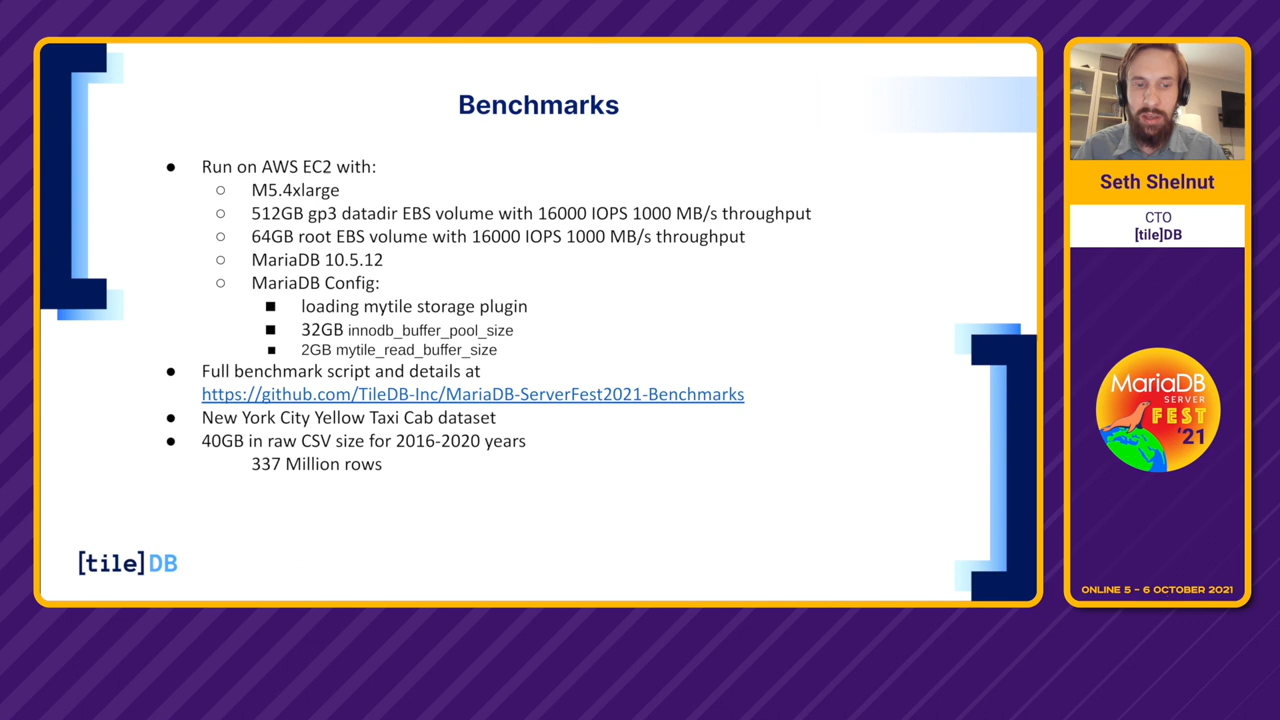 Benchmarks
● Run on AWS EC2 with:
○ M5.4xlarge
○ 512GB gp3 datadir EBS volume with 16000 IOPS 1000 MB/s throughput
○ 64GB root EBS volume with 16000 IOPS 1000 MB/s throughput
○ MariaDB 10.5.12
○ MariaDB Config:
■ loading mytile storage plugin
■ 32GB innodb_buffer_pool_size
■ 2GB mytile_read_buffer_size
● Full benchmark script and details at
https://github.com/TileDB-Inc/MariaDB-ServerFest2021-Benchmarks
● New York City Yellow Taxi Cab dataset
● 40GB in raw CSV size for 2016-2020 years
337 Million rows
[tile]DB
Seth Shelnut
CTO
[tile]DB
MariaDB
SERVER
FEST
'21
ONLINE 5 – 6 OCTOBER 2021